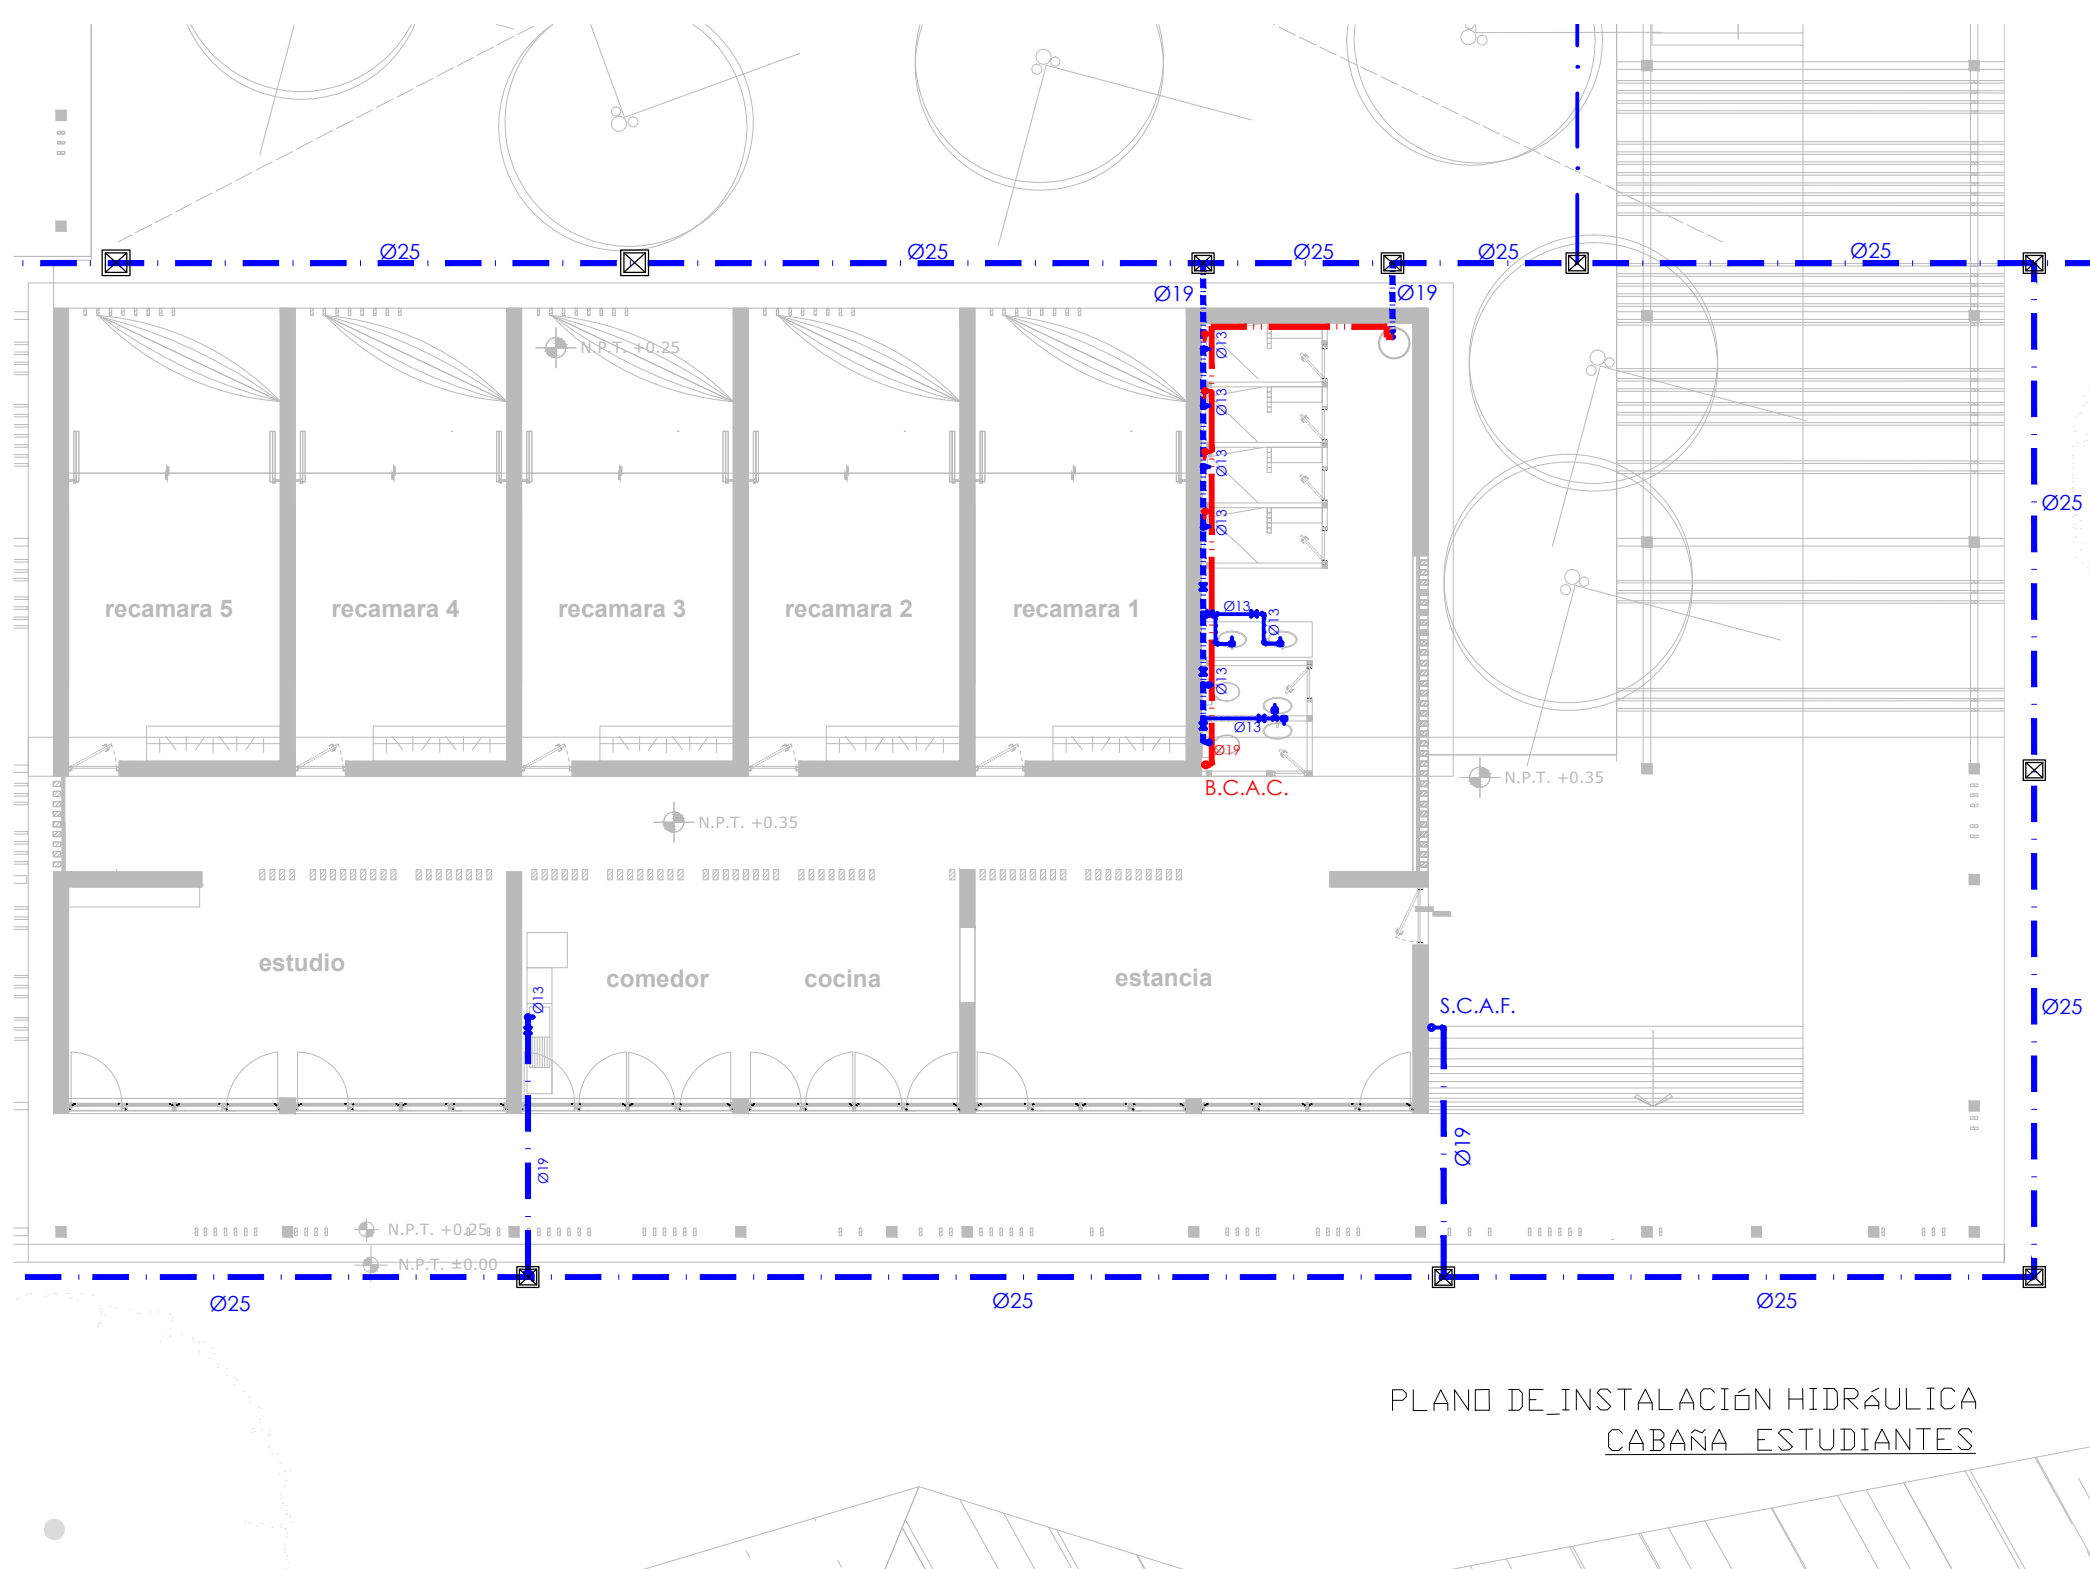 Ø25 Ø25 Ø25 Ø25 Ø25
Ø19 Ø19
Ø13
N.P.T. +0.25
Ø13
Ø13
Ø25
Ø13
recamara 5 recamara 4 recamara 3 recamara 2 recamara 1
Ø13 Ø13
Ø13
Ø13
Ø19
B.C.A.C.
N.P.T. +0.35
N.P.T. +0.35
estudio comedor cocina estancia
Ø13
S.C.A.F.
Ø25
Ø19
Ø19
N.P.T. +0.25
N.P.T. ±0.00
Ø25 Ø25 Ø25
PLANO DE_INSTALACIóN HIDRáULICA
CABAñA ESTUDIANTES